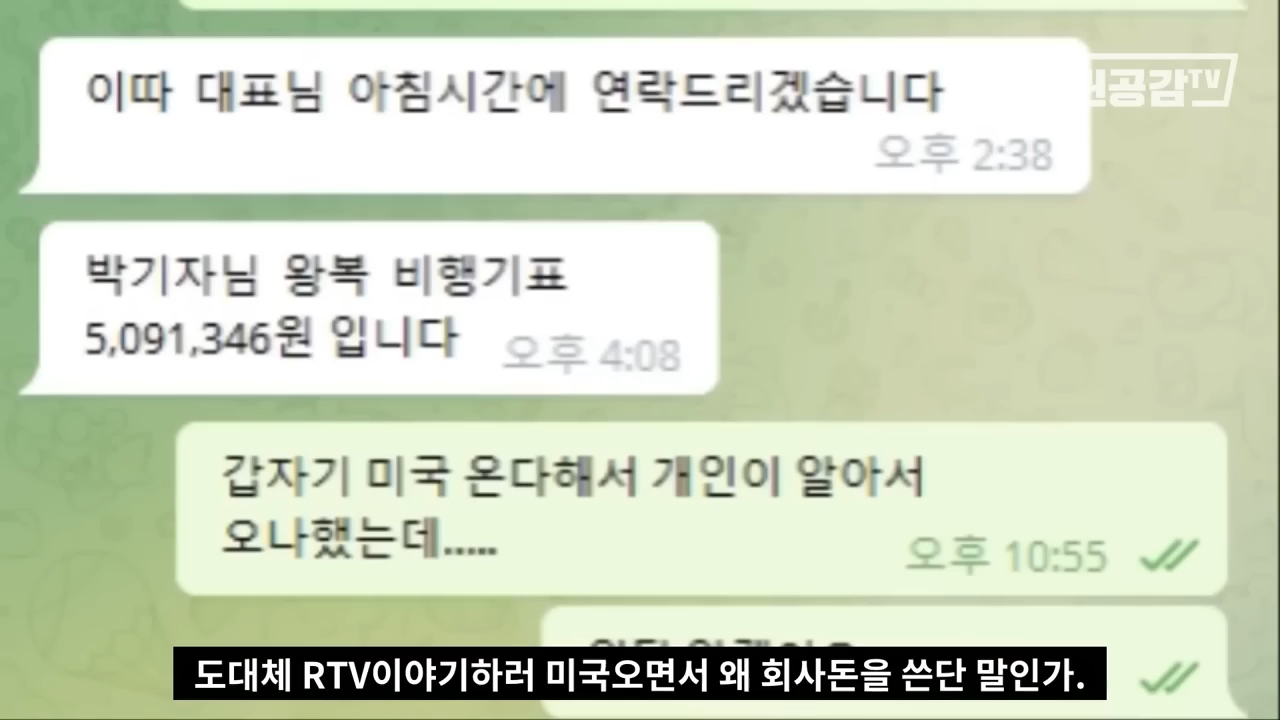 이따 대표님 아침시간에 연락드리겠습니다
오후 2:38
공감TV
박기자님 왕복 비행기표
5,091,346원 입니다
오후 4:08
갑자기 미국 온다해서 개인이 알아서
오나했는데.....
오후 10:55
도대체 RTV이야기하러 미국오면서 왜 회사돈을 쓴단 말인가.